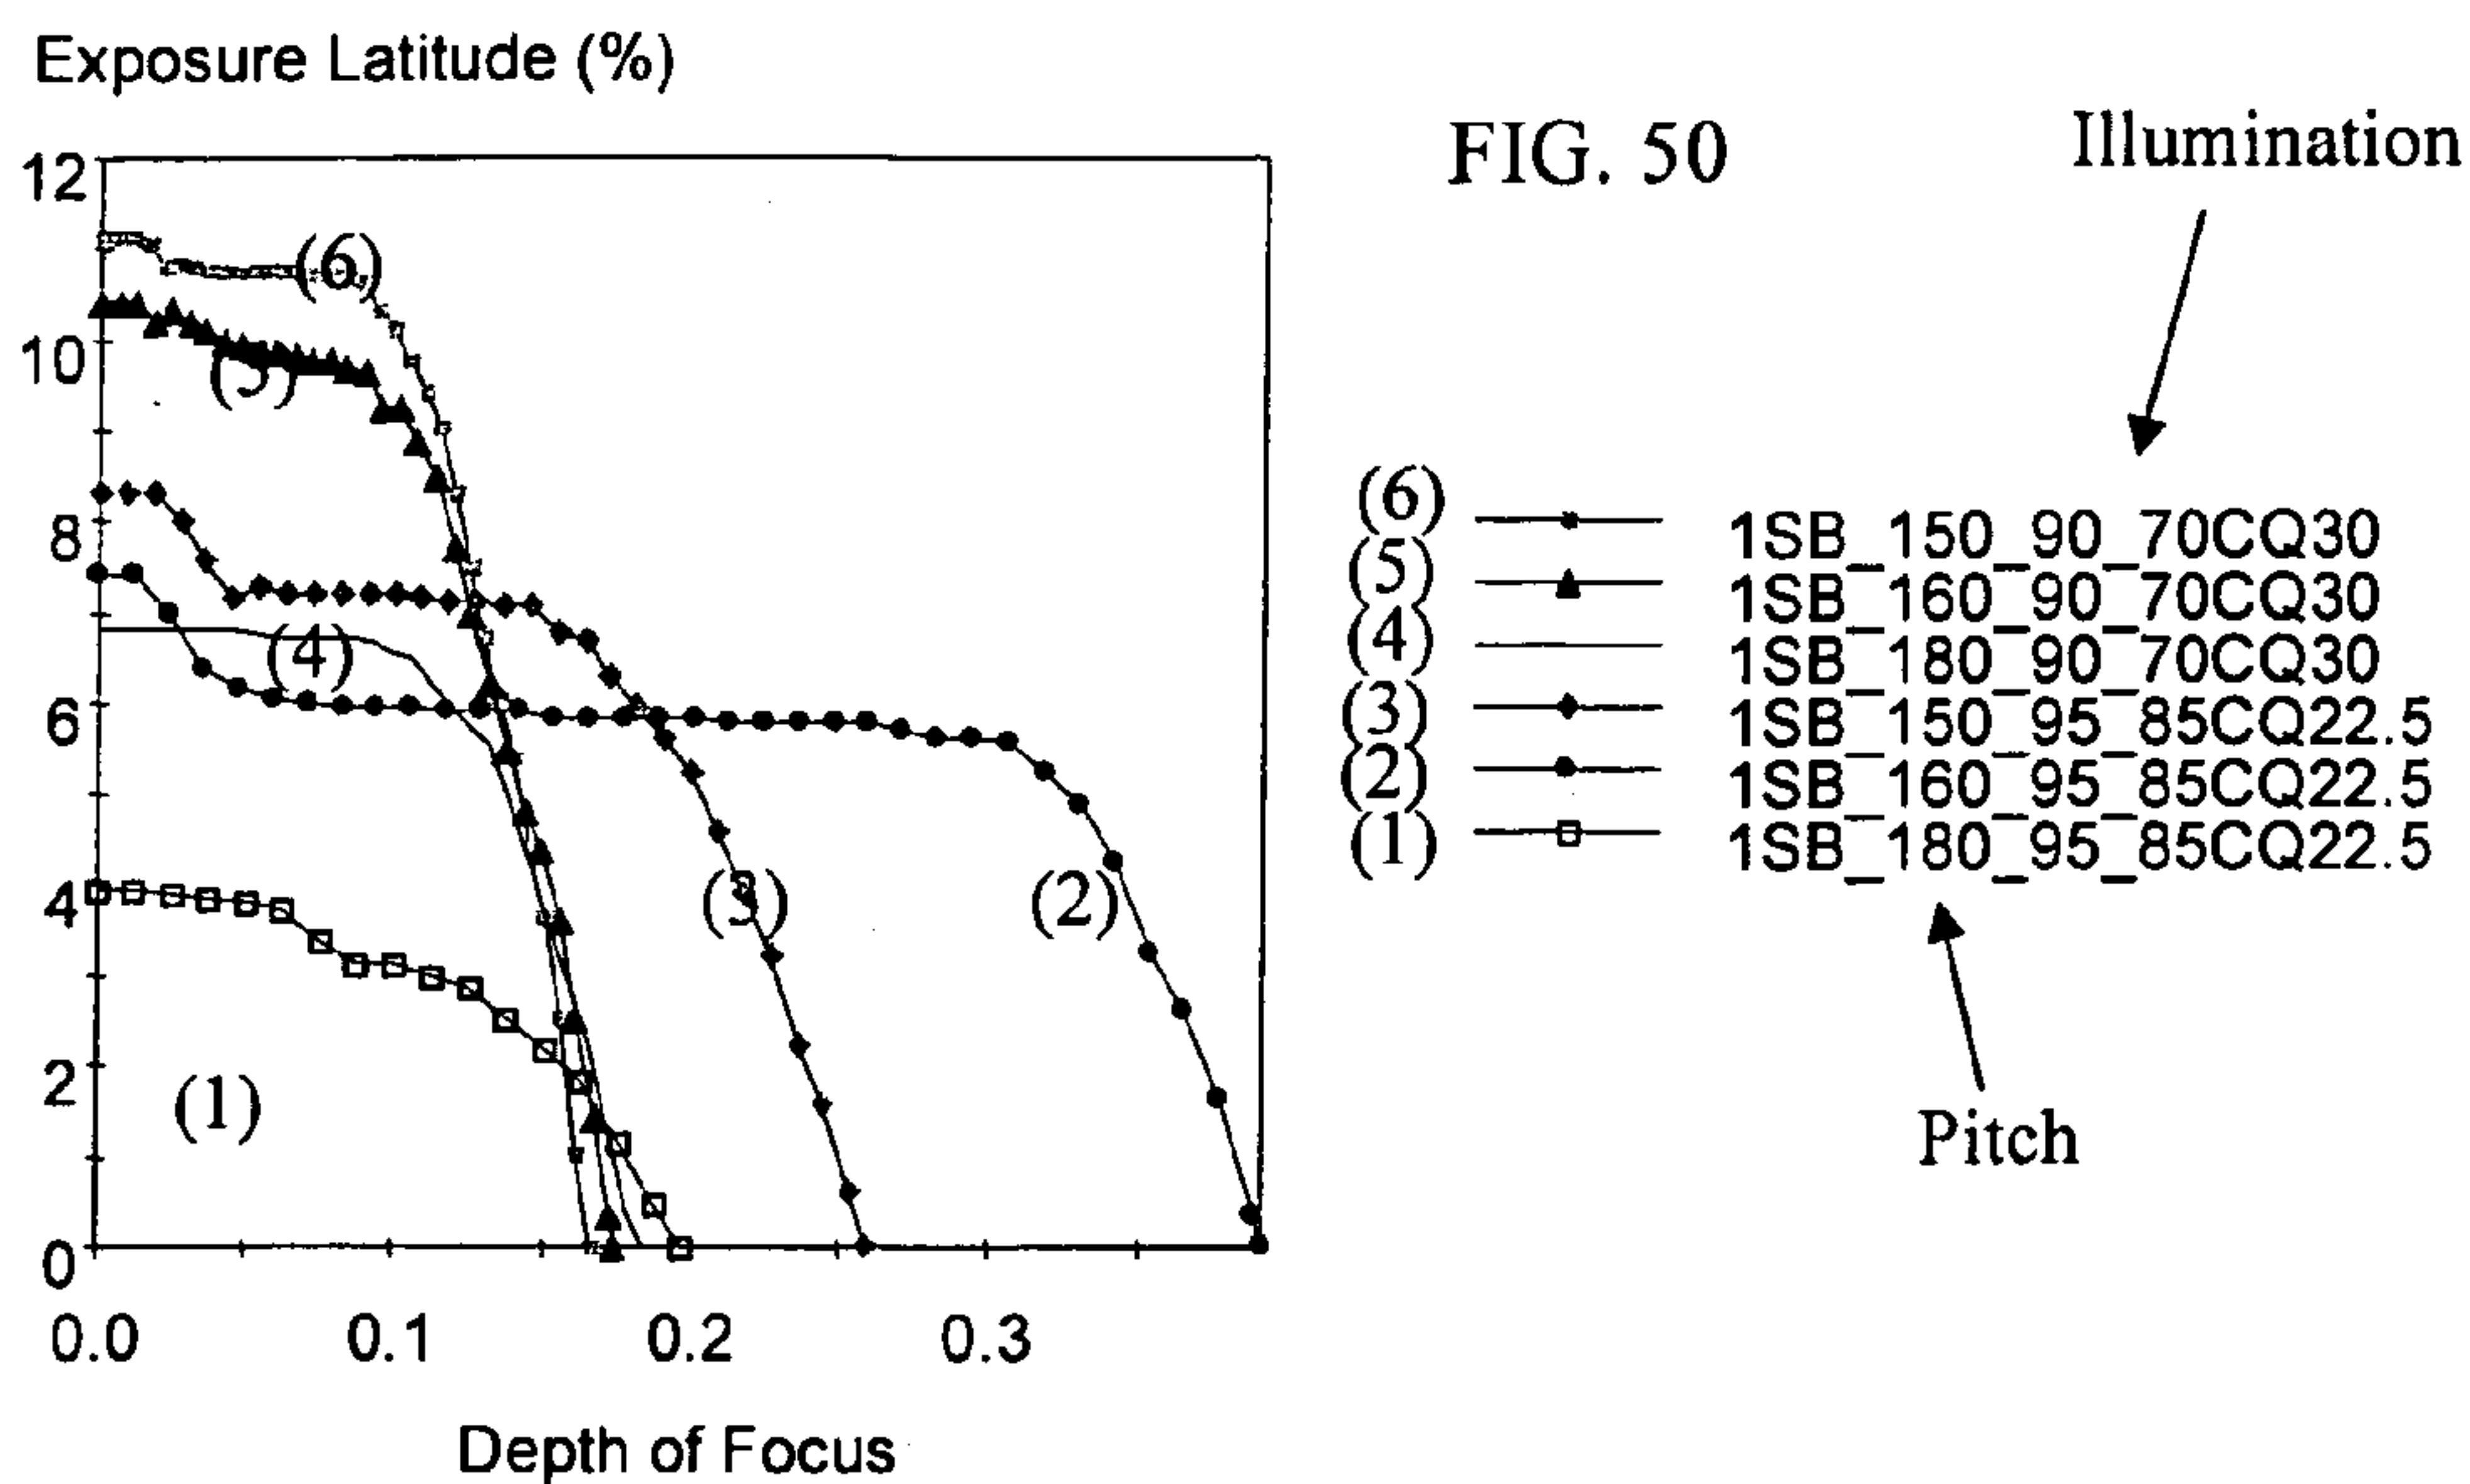 Exposure Latitude (%)
FIG. 50
Illumination
12
10
8
6
4
2
0
0.0 0.1 0.2 0.3
Depth of Focus
(6)
(5)
(4)
(3)
(2)
(1)
(6) 1SB_150_90_70CQ30
(5) 1SB_160_90_70CQ30
(4) 1SB_180_90_70CQ30
(3) 1SB_150_95_85CQ22.5
(2) 1SB_160_95_85CQ22.5
(1) 1SB_180_95_85CQ22.5
Pitch